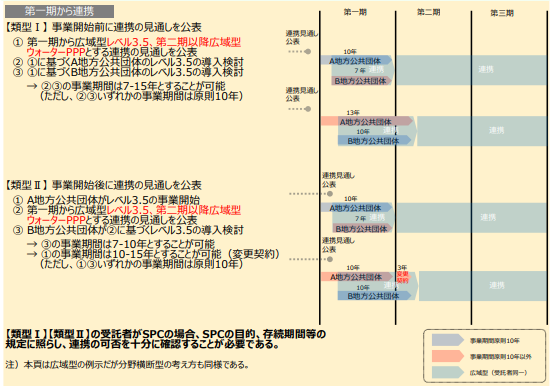 第一期から連携
【類型Ⅰ】事業開始前に連携の見通しを公表
① 第一期から広域型レベル3.5、第二期以降広域型
ウォーターPPPとする連携の見通しを公表
② ①に基づくA地方公共団体のレベル3.5の導入検討
③ ①に基づくB地方公共団体のレベル3.5の導入検討
→ ②③の事業期間は7-15年とすることが可能
（ただし、②③いずれかの事業期間は原則10年）
第一期
第二期
第三期
連携見通し
公表
10年
A地方公共団体
7年
連携
B地方公共団体
連携
連携見通し
公表
13年
A地方公共団体
10年
連携
B地方公共団体
連携
【類型Ⅱ】事業開始後に連携の見通しを公表
① A地方公共団体がレベル3.5の事業開始
② 第一期から広域型レベル3.5、第二期以降広域型
ウォーターPPPとする連携の見通しを公表
③ B地方公共団体が②に基づくレベル3.5の導入検討
→ ③の事業期間は7-10年とすることが可能
→ ①の事業期間は10-15年とすることが可能（変更契約）
（ただし、①③いずれかの事業期間は原則10年）
連携見通し
公表
10年
A地方公共団体
7年
連携
B地方公共団体
連携
連携見通し
公表
10年
3年
A地方公共団体
変更
契約
10年
連携
B地方公共団体
連携
【類型Ⅰ】【類型Ⅱ】の受託者がSPCの場合、SPCの目的、存続期間等の
規定に照らし、連携の可否を十分に確認することが必要である。
注）本頁は広域型の例示だが分野横断型の考え方も同様である。
事業期間原則10年
事業期間原則10年以外
広域型（受託者同一）